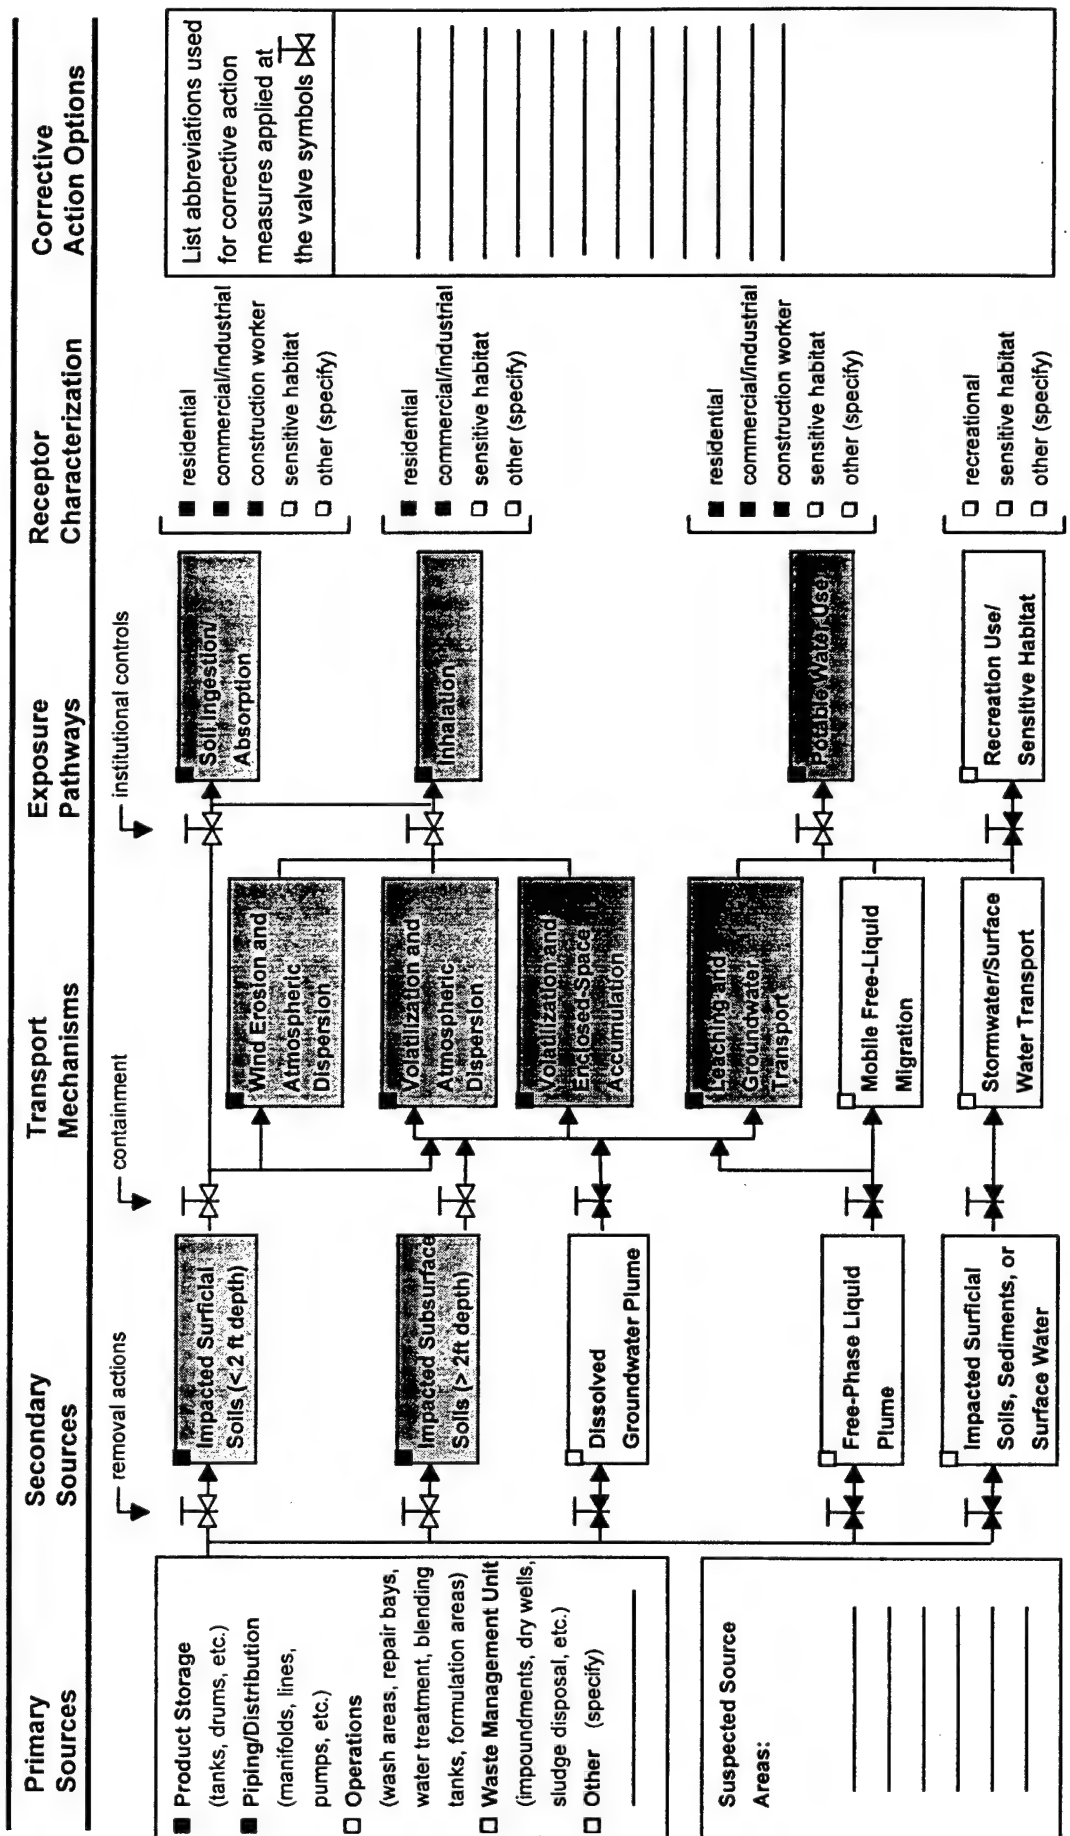 Primary
Sources
Secondary
Sources
Transport
Mechanisms
Exposure
Pathways
Receptor
Characterization
Corrective
Action Options
removal actions
containment
institutional controls
Product Storage
(tanks, drums, etc.)
Piping/Distribution
(manifolds, lines,
pumps, etc.)
Operations
(wash areas, repair bays,
water treatment, blending
tanks, formulation areas)
Waste Management Unit
(impoundments, dry wells,
sludge disposal, etc.)
Other (specify)
Suspected Source
Areas:
Impacted Surficial
Soils (<2 ft depth)
Impacted Subsurface
Soils (> 2ft depth)
Dissolved
Groundwater Plume
Free-Phase Liquid
Plume
Impacted Surficial
Soils, Sediments, or
Surface Water
Wind Erosion and
Atmospheric
Dispersion
Volatilization and
Atmospheric
Dispersion
Volatilization and
Enclosed-Space
Accumulation
Leaching and
Groundwater
Transport
Mobile Free-Liquid
Migration
Stormwater/Surface
Water Transport
Soil Ingestion/
Absorption
Inhalation
Potable Water Use
Recreation Use/
Sensitive Habitat
residential
commercial/industrial
construction worker
sensitive habitat
other (specify)
residential
commercial/industrial
sensitive habitat
other (specify)
residential
commercial/industrial
construction worker
sensitive habitat
other (specify)
recreational
sensitive habitat
other (specify)
List abbreviations used
for corrective action
measures applied at
the valve symbols